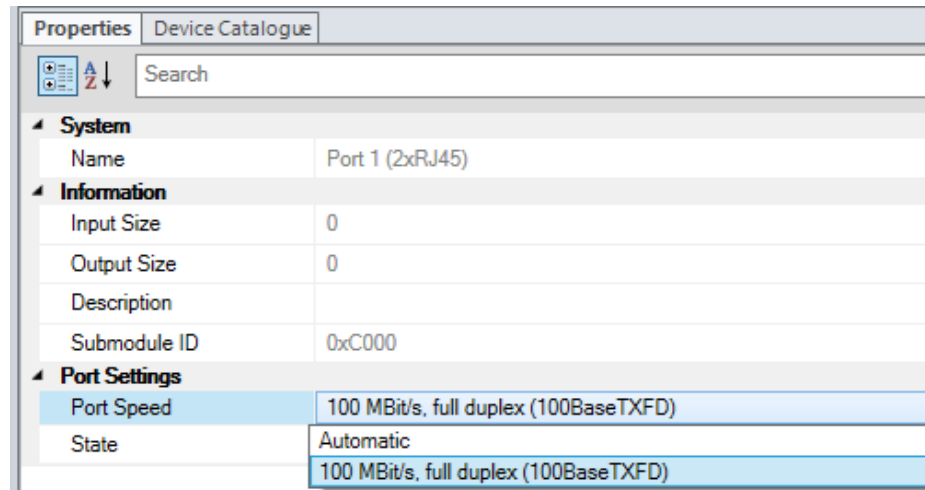 Properties Device Catalogue
A Z Search
System
Name Port 1 (2xRJ45)
Information
Input Size 0
Output Size 0
Description
Submodule ID 0xC000
Port Settings
Port Speed 100 MBit/s, full duplex (100BaseTXFD)
State Automatic
100 MBit/s, full duplex (100BaseTXFD)